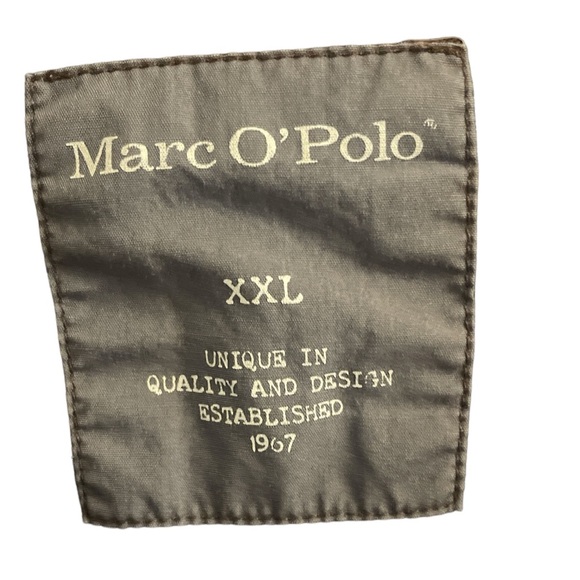 Marc O'Polo
XXL
UNIQUE IN
QUALITY AND DESIGN
ESTABLISHED
1967